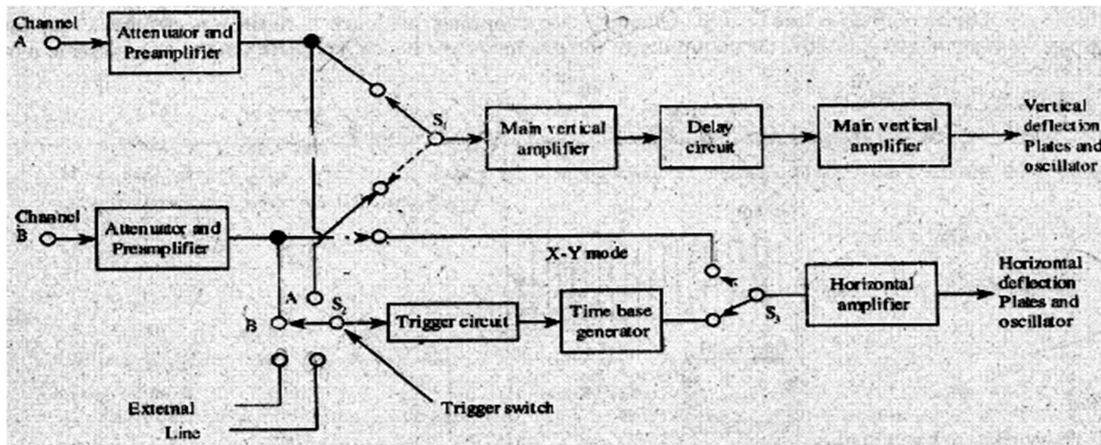 Channel
A
Attenuator and
Preamplifier
S1
Main vertical
amplifier
Delay
circuit
Main vertical
amplifier
Vertical
deflection
Plates and
oscillator
Channel
B
Attenuator and
Preamplifier
X-Y mode
A
S2
B
Trigger circuit
Time base
generator
S3
Horizontal
amplifier
Horizontal
deflection
Plates and
oscillator
External
Line
Trigger switch